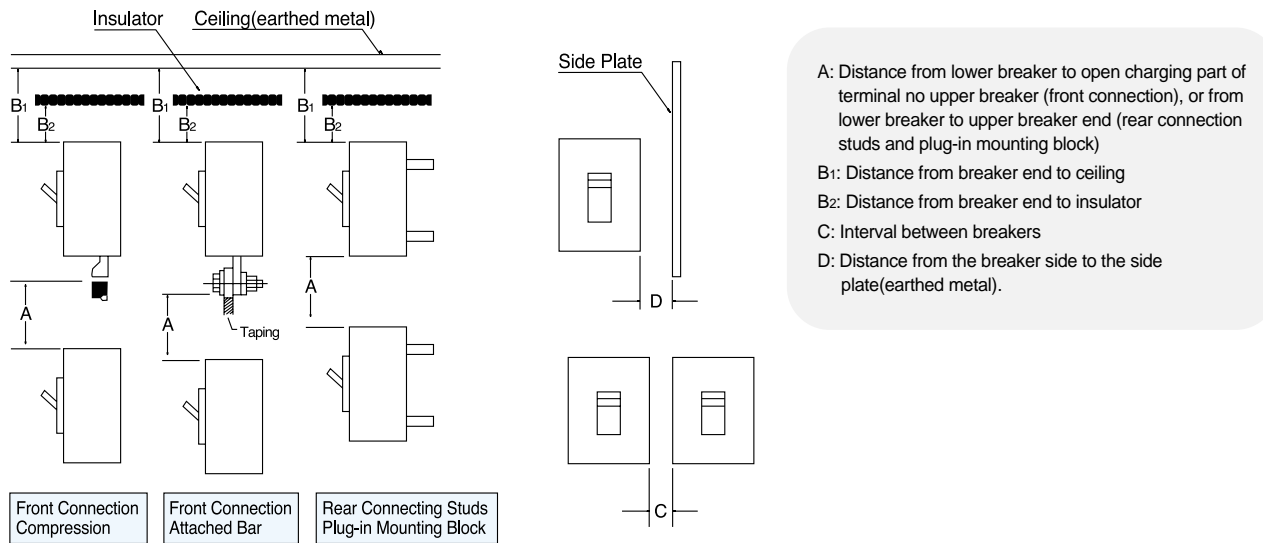 Insulator
Ceiling(earthed metal)
B1
B2
B1
B2
B1
B2
A
A
A
Taping
Front Connection
Compression
Front Connection
Attached Bar
Rear Connecting Studs
Plug-in Mounting Block
Side Plate
D
C
A: Distance from lower breaker to open charging part of
terminal no upper breaker (front connection), or from
lower breaker to upper breaker end (rear connection
studs and plug-in mounting block)
B1: Distance from breaker end to ceiling
B2: Distance from breaker end to insulator
C: Interval between breakers
D: Distance from the breaker side to the side
plate(earthed metal).